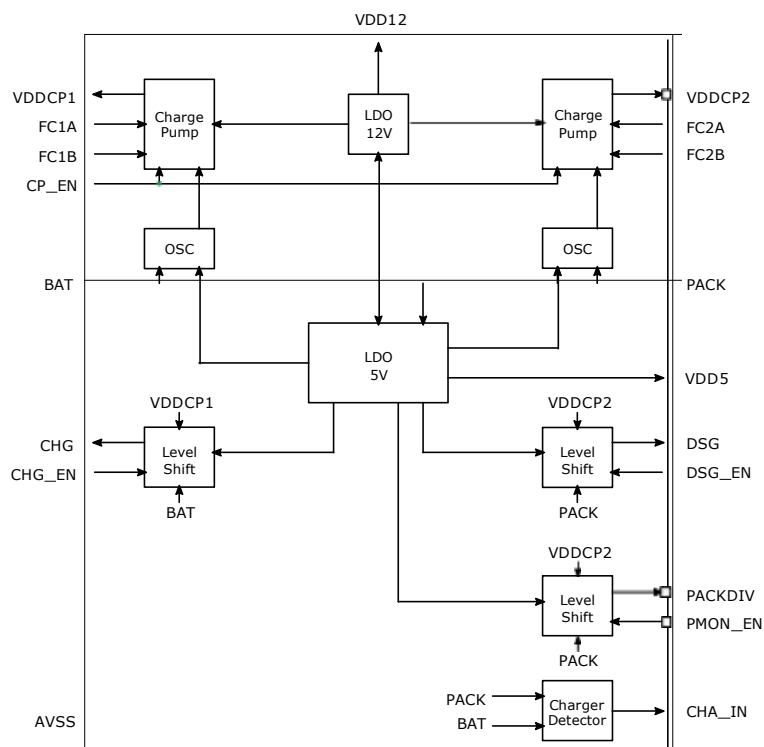 VDD12
VDDCP1
Charge
Pump
LDO
12V
Charge
Pump
VDDCP2
FC1A
FC2A
FC1B
FC2B
CP_EN
OSC
OSC
BAT
PACK
LDO
5V
VDD5
VDDCP1
VDDCP2
CHG
Level
Shift
Level
Shift
DSG
CHG_EN
DSG_EN
BAT
PACK
VDDCP2
Level
Shift
PACKDIV
PMON_EN
PACK
PACK
BAT
Charger
Detector
CHA_IN
AVSS